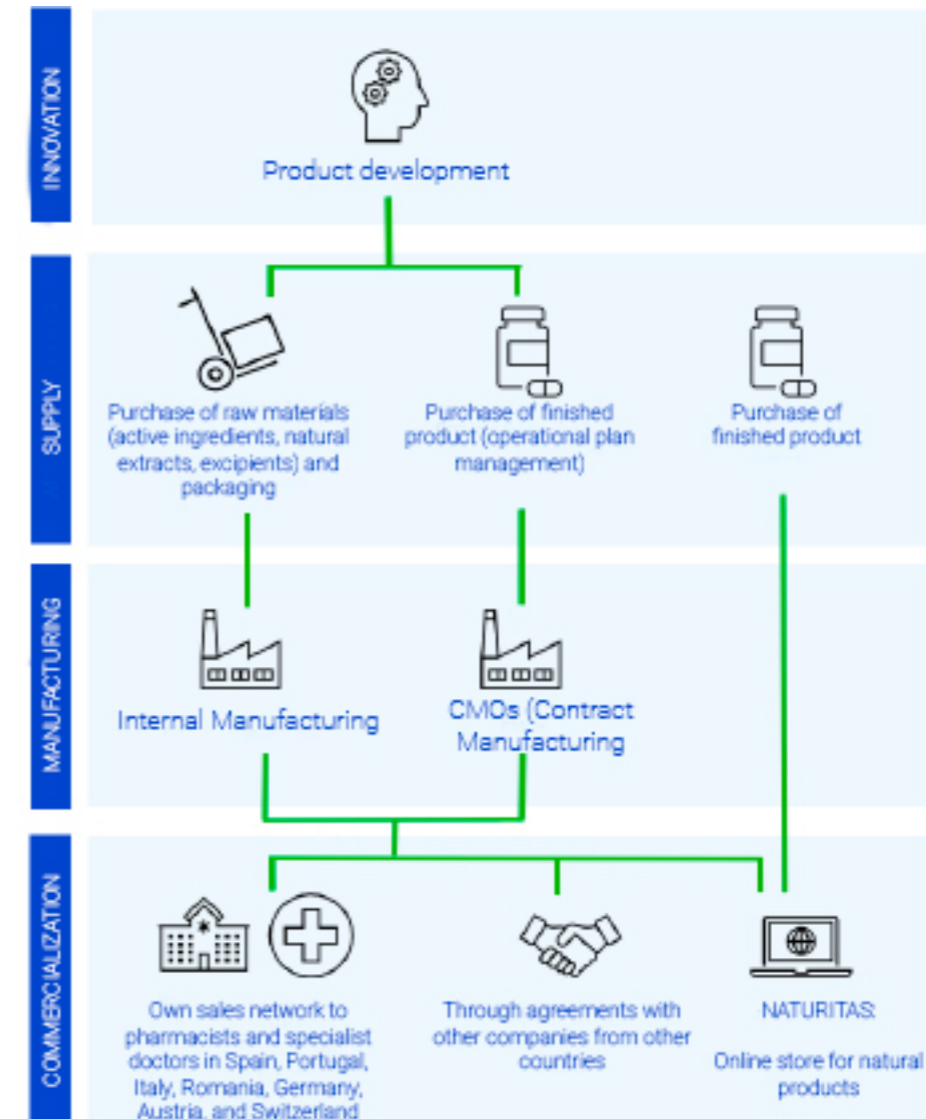 INNOVATION
Product development
SUPPLY
Purchase of raw materials
(active ingredients, natural
extracts, excipients) and
packaging
Purchase of finished
product (operational plan
management)
Purchase of
finished product
MANUFACTURING
Internal Manufacturing
CMOs (Contract
Manufacturing
COMMERCIALIZATION
Own sales network to
pharmacists and specialist
doctors in Spain, Portugal,
Italy, Romania, Germany,
Austria, and Switzerland
Through agreements with
other companies from other
countries
NATURITAS:
Online store for natural
products